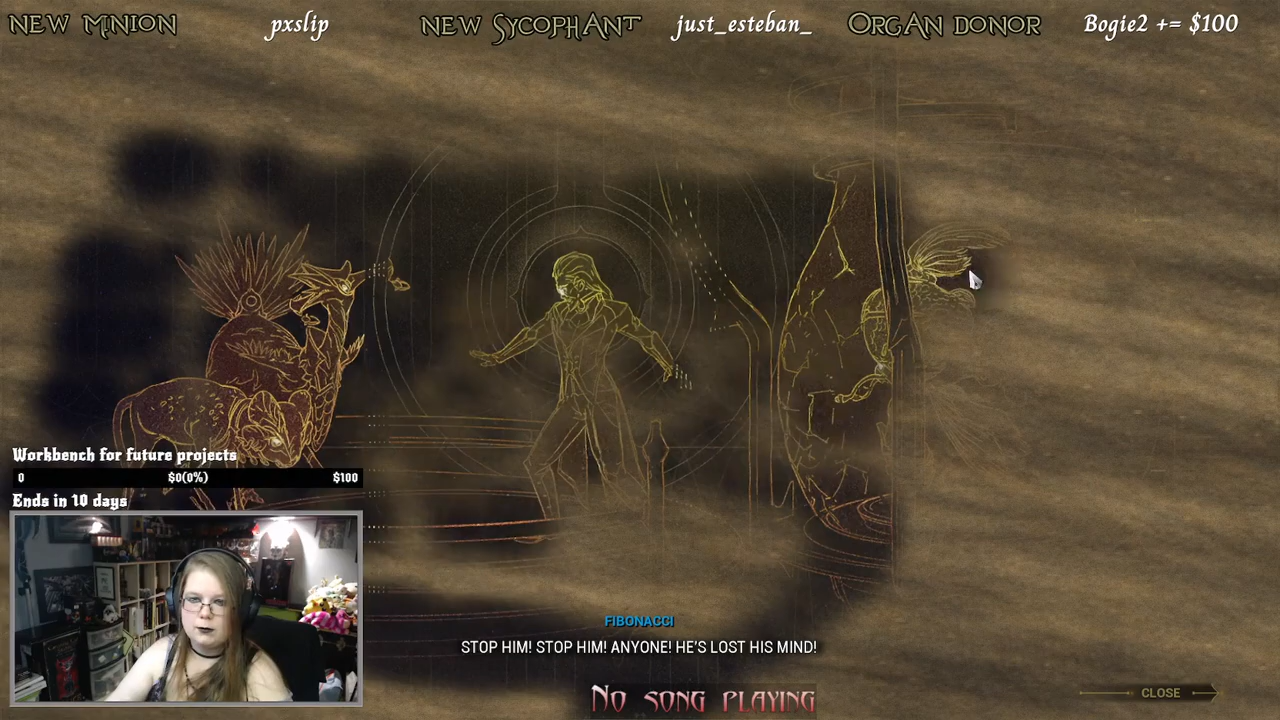 NEW MINION pxslip NEW SYCOPHANT just_esteban_ ORGAN DONOR Bogie2 += $100
Workbench for future projects
0 $0(0%) $100
Ends in 10 days
FIBONACCI
STOP HIM! STOP HIM! ANYONE! HE'S LOST HIS MIND!
NO SONG PLAYING
CLOSE